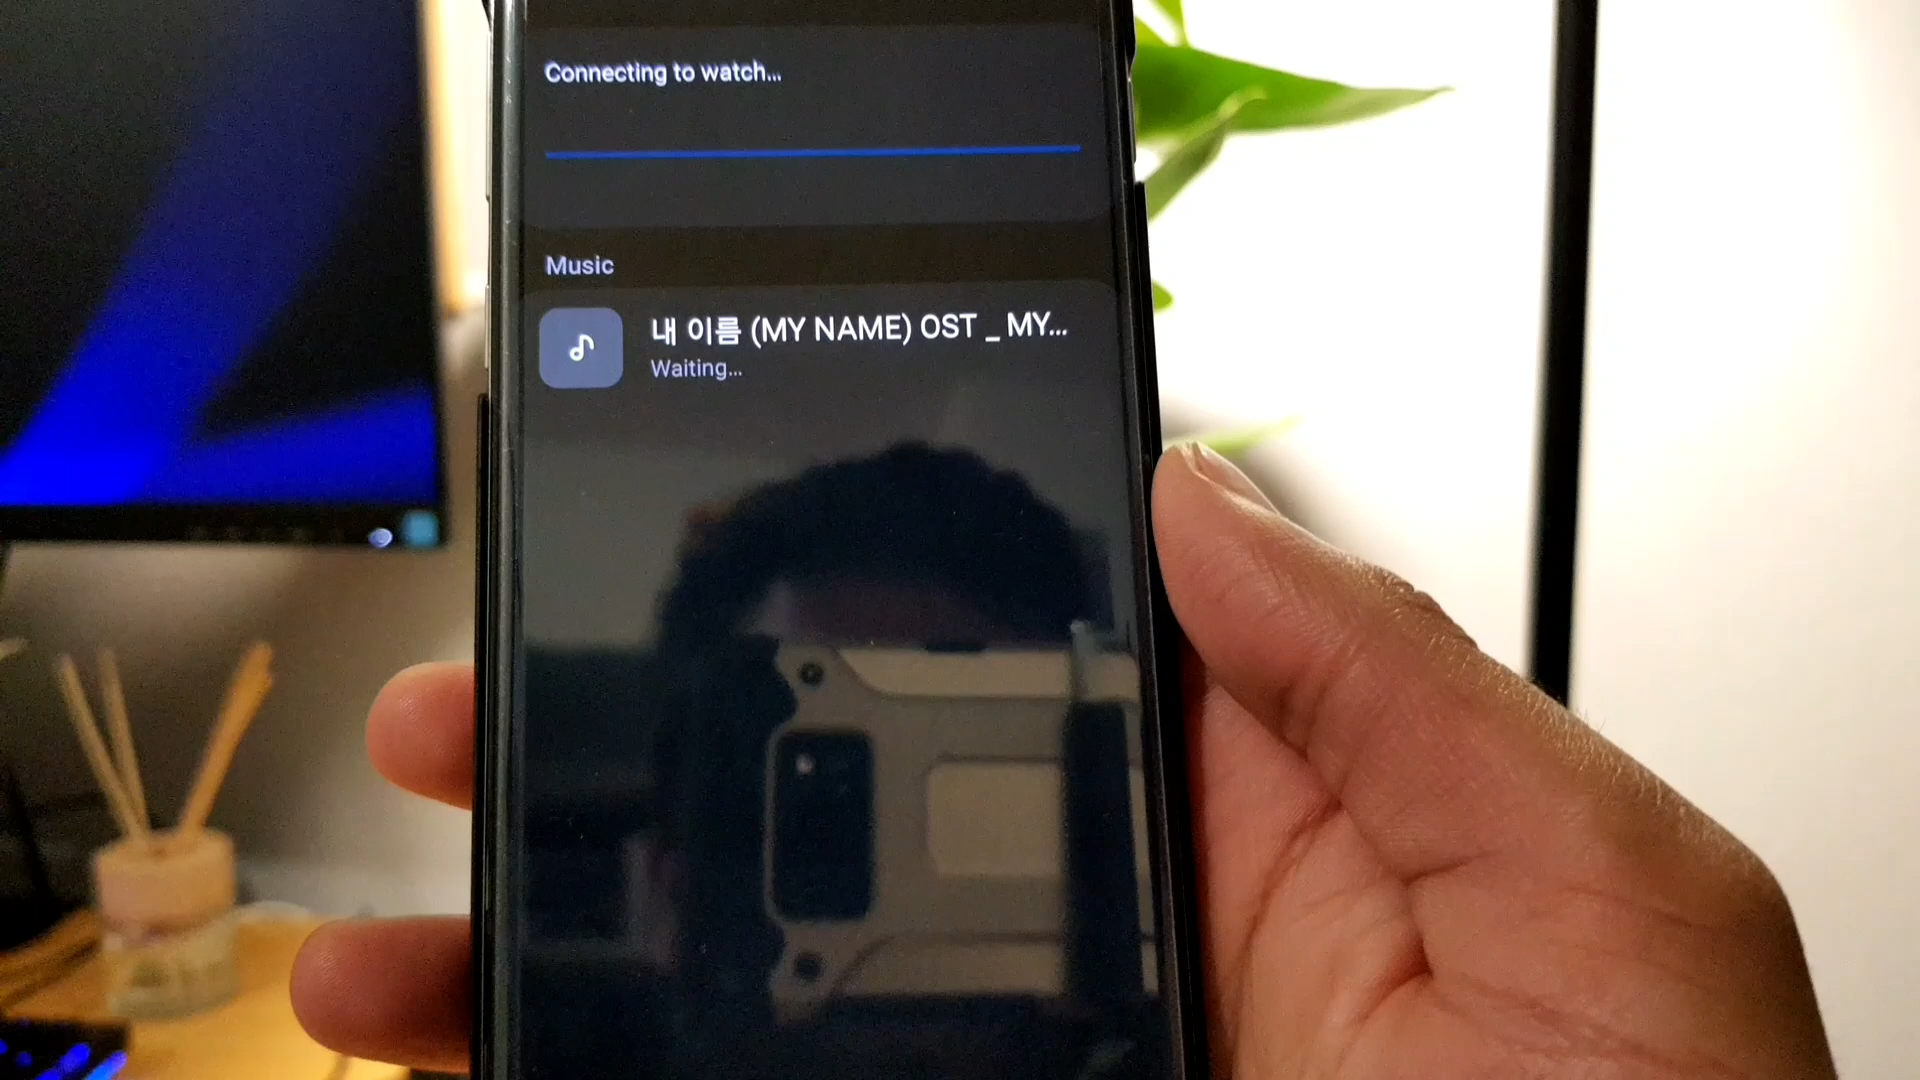 Connecting to watch...
Music
내 이름 (MY NAME) OST _ MY...
Waiting...